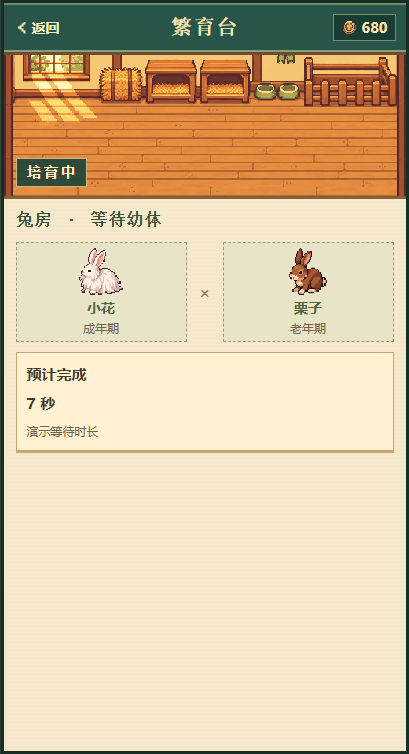 返回
繁育台
680
培育中
兔房 · 等待幼体
小花
成年期
×
栗子
老年期
预计完成
7 秒
演示等待时长